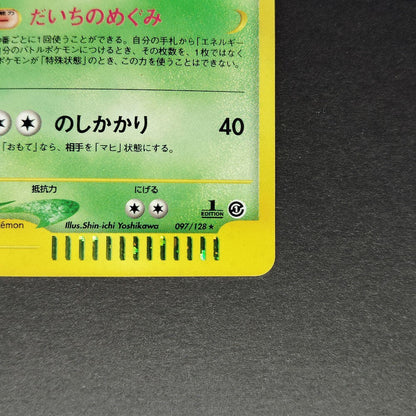 だいちのめぐみ
番ごとに1回使うことができる。自分の手札から「エネルギー
自分のバトルポケモンにつけるとき、その枚数を、1枚ではなく
ポケモンが「特殊状態」のとき、この力を使うことはできない。
のしかかり 40
「おもて」なら、相手を「マヒ」状態にする。
抵抗力 にげる
1 EDITION
émon Illus.Shin-ichi Yoshikawa 097/128 ★